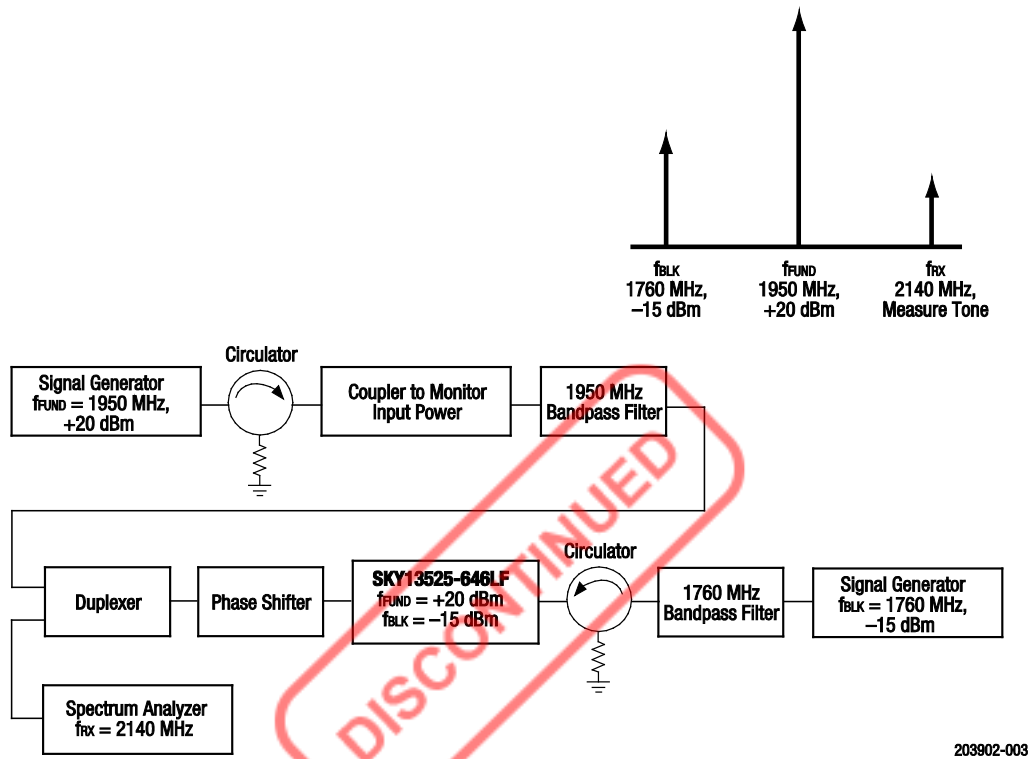 fBLK
1760 MHz,
–15 dBm
fFUND
1950 MHz,
+20 dBm
fRX
2140 MHz,
Measure Tone
Signal Generator
fFUND = 1950 MHz,
+20 dBm
Circulator
Coupler to Monitor
Input Power
1950 MHz
Bandpass Filter
Duplexer
Phase Shifter
SKY13525-646LF
fFUND = +20 dBm
fBLK = –15 dBm
Circulator
1760 MHz
Bandpass Filter
Signal Generator
fBLK = 1760 MHz,
–15 dBm
Spectrum Analyzer
fRX = 2140 MHz
DISCONTINUED
203902-003